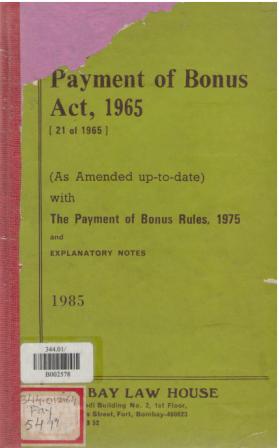 Payment of Bonus
Act, 1965
[ 21 of 1965 ]
(As Amended up-to-date)
with
The Payment of Bonus Rules, 1975
and
EXPLANATORY NOTES
1985
344.01/
B002578
BAY LAW HOUSE
Building No. 2, 1st Floor,
Street, Fort, Bombay-400023
52
Pay